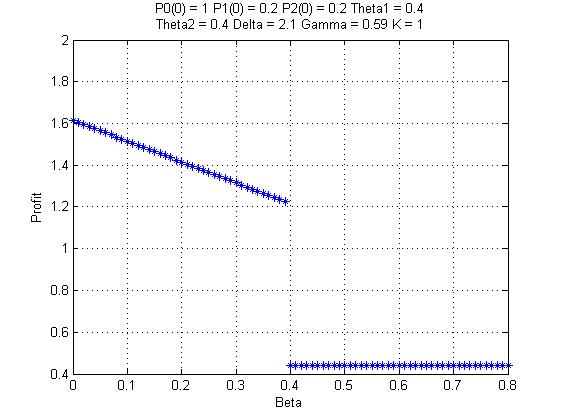 P0(0) = 1 P1(0) = 0.2 P2(0) = 0.2 Theta1 = 0.4
Theta2 = 0.4 Delta = 2.1 Gamma = 0.59 K = 1
2
1.8
1.6
1.4
1.2
1
0.8
0.6
0.4
Profit
0 0.1 0.2 0.3 0.4 0.5 0.6 0.7 0.8
Beta